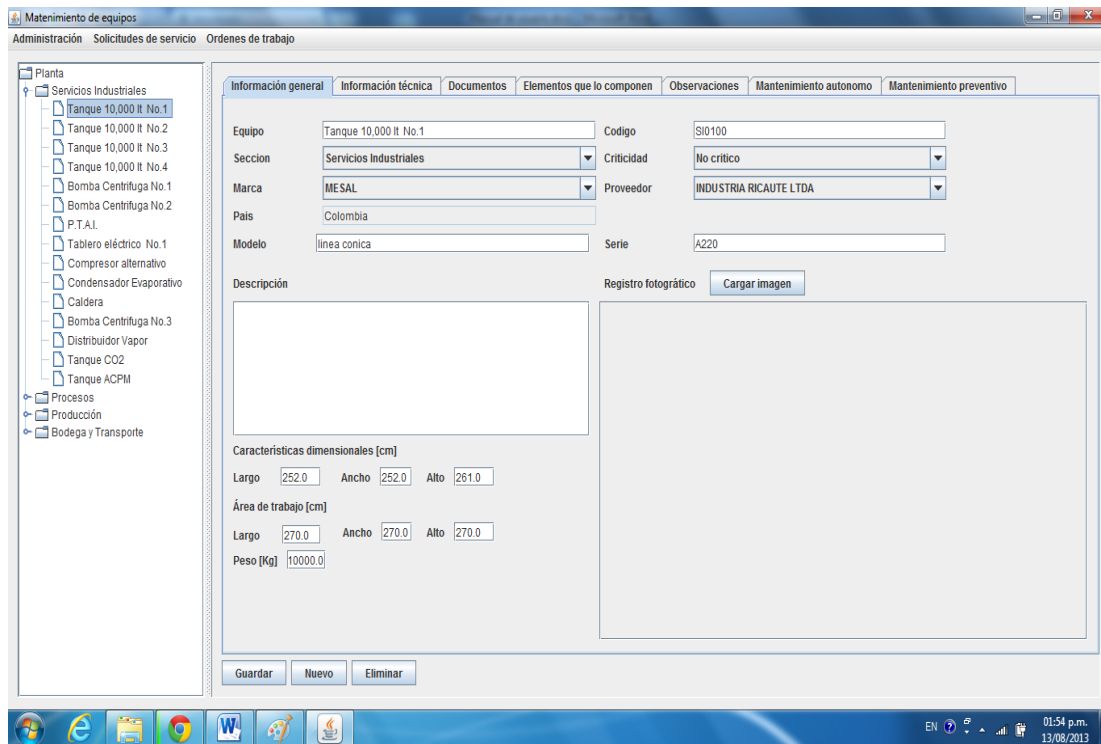 Matenimiento de equipos
Administración Solicitudes de servicio Ordenes de trabajo
Planta
Servicios Industriales
Tanque 10,000 lt No.1
Tanque 10,000 lt No.2
Tanque 10,000 lt No.3
Tanque 10,000 lt No.4
Bomba Centrifuga No.1
Bomba Centrifuga No.2
P.T.A.I.
Tablero eléctrico No.1
Compresor alternativo
Condensador Evaporativo
Caldera
Bomba Centrifuga No.3
Distribuidor Vapor
Tanque CO2
Tanque ACPM
Procesos
Producción
Bodega y Transporte
Información general Información técnica Documentos Elementos que lo componen Observaciones Mantenimiento autonomo Mantenimiento preventivo
Equipo Tanque 10,000 lt No.1 Codigo SI0100
Seccion Servicios Industriales Criticidad No critico
Marca MESAL Proveedor INDUSTRIA RICAUTE LTDA
Pais Colombia
Modelo linea conica Serie A220
Descripción Registro fotográfico Cargar imagen
Características dimensionales [cm]
Largo 252.0 Ancho 252.0 Alto 261.0
Área de trabajo [cm]
Largo 270.0 Ancho 270.0 Alto 270.0
Peso [Kg] 10000.0
Guardar Nuevo Eliminar
EN 01:54 p.m.
13/08/2013